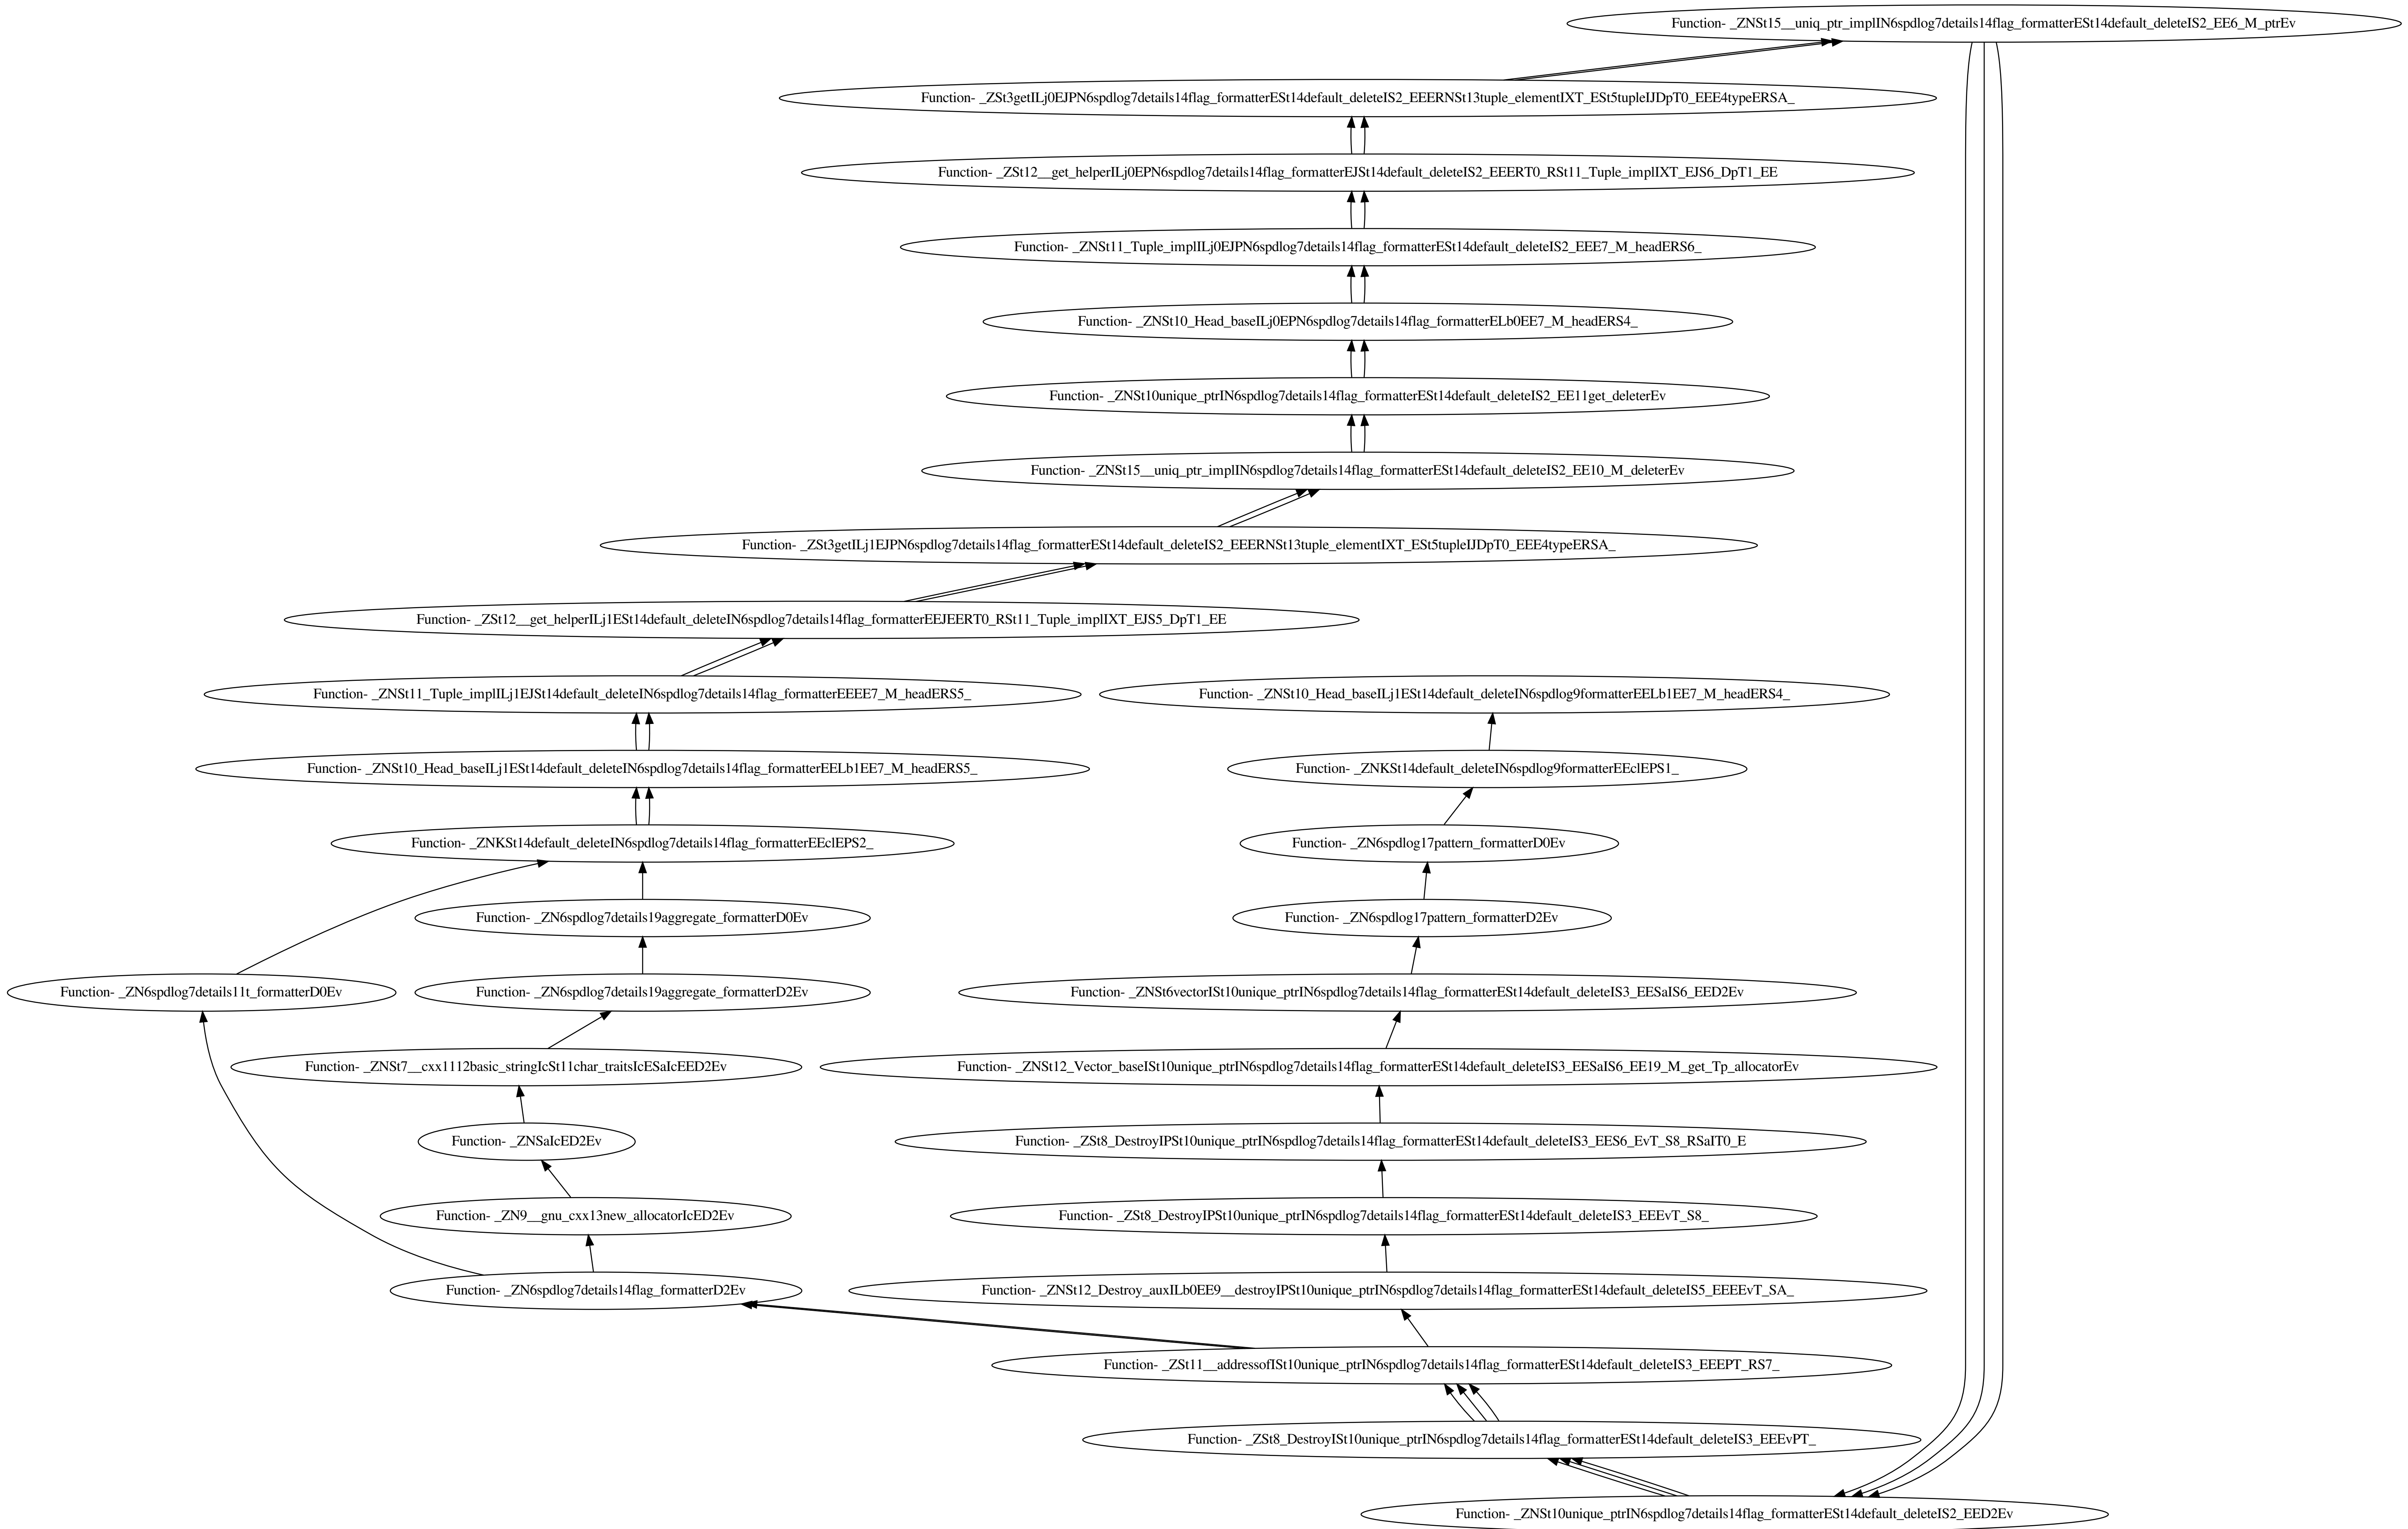 Function- _ZNSt15__uniq_ptr_implIN6spdlog7details14flag_formatterESt14default_deleteIS2_EE6_M_ptrEv
Function- _ZSt3getILj0EJPN6spdlog7details14flag_formatterESt14default_deleteIS2_EEERNSt13tuple_elementIXT_ESt5tupleIJDpT0_EEE4typeERSA_
Function- _ZSt12__get_helperILj0EPN6spdlog7details14flag_formatterEJSt14default_deleteIS2_EEERT0_RSt11_Tuple_implIXT_EJS6_DpT1_EE
Function- _ZNSt11_Tuple_implILj0EJPN6spdlog7details14flag_formatterESt14default_deleteIS2_EEE7_M_headERS6_
Function- _ZNSt10_Head_baseILj0EPN6spdlog7details14flag_formatterELb0EE7_M_headERS4_
Function- _ZNSt10unique_ptrIN6spdlog7details14flag_formatterESt14default_deleteIS2_EE11get_deleterEv
Function- _ZNSt15__uniq_ptr_implIN6spdlog7details14flag_formatterESt14default_deleteIS2_EE10_M_deleterEv
Function- _ZSt3getILj1EJPN6spdlog7details14flag_formatterESt14default_deleteIS2_EEERNSt13tuple_elementIXT_ESt5tupleIJDpT0_EEE4typeERSA_
Function- _ZSt12__get_helperILj1ESt14default_deleteIN6spdlog7details14flag_formatterEEJEERT0_RSt11_Tuple_implIXT_EJS5_DpT1_EE
Function- _ZNSt11_Tuple_implILj1EJSt14default_deleteIN6spdlog7details14flag_formatterEEEE7_M_headERS5_
Function- _ZNSt10_Head_baseILj1ESt14default_deleteIN6spdlog9formatterEELb1EE7_M_headERS4_
Function- _ZNSt10_Head_baseILj1ESt14default_deleteIN6spdlog7details14flag_formatterEELb1EE7_M_headERS5_
Function- _ZNKSt14default_deleteIN6spdlog9formatterEEclEPS1_
Function- _ZNKSt14default_deleteIN6spdlog7details14flag_formatterEEclEPS2_
Function- _ZN6spdlog17pattern_formatterD0Ev
Function- _ZN6spdlog7details19aggregate_formatterD0Ev
Function- _ZN6spdlog17pattern_formatterD2Ev
Function- _ZN6spdlog7details11t_formatterD0Ev
Function- _ZN6spdlog7details19aggregate_formatterD2Ev
Function- _ZNSt6vectorISt10unique_ptrIN6spdlog7details14flag_formatterESt14default_deleteIS3_EESaIS6_EED2Ev
Function- _ZNSt7__cxx1112basic_stringIcSt11char_traitsIcESaIcEED2Ev
Function- _ZNSt12_Vector_baseISt10unique_ptrIN6spdlog7details14flag_formatterESt14default_deleteIS3_EESaIS6_EE19_M_get_Tp_allocatorEv
Function- _ZNSaIcED2Ev
Function- _ZSt8_DestroyIPSt10unique_ptrIN6spdlog7details14flag_formatterESt14default_deleteIS3_EES6_EvT_S8_RSaIT0_E
Function- _ZN9__gnu_cxx13new_allocatorIcED2Ev
Function- _ZSt8_DestroyIPSt10unique_ptrIN6spdlog7details14flag_formatterESt14default_deleteIS3_EEEvT_S8_
Function- _ZN6spdlog7details14flag_formatterD2Ev
Function- _ZNSt12_Destroy_auxILb0EE9__destroyIPSt10unique_ptrIN6spdlog7details14flag_formatterESt14default_deleteIS5_EEEEvT_SA_
Function- _ZSt11__addressofISt10unique_ptrIN6spdlog7details14flag_formatterESt14default_deleteIS3_EEEPT_RS7_
Function- _ZSt8_DestroyISt10unique_ptrIN6spdlog7details14flag_formatterESt14default_deleteIS3_EEEvPT_
Function- _ZNSt10unique_ptrIN6spdlog7details14flag_formatterESt14default_deleteIS2_EED2Ev